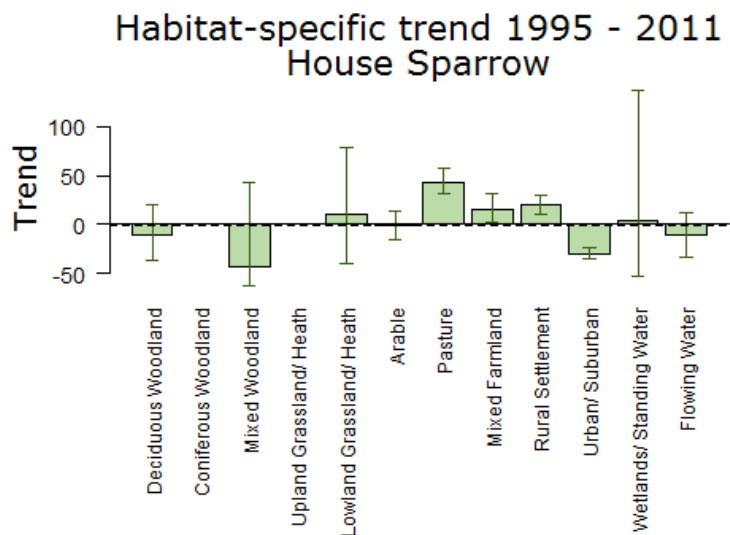 Habitat-specific trend 1995 - 2011
House Sparrow
Trend
100
50
0
-50
Deciduous Woodland
Coniferous Woodland
Mixed Woodland
Upland Grassland/ Heath
Lowland Grassland/ Heath
Arable
Pasture
Mixed Farmland
Rural Settlement
Urban/ Suburban
Wetlands/ Standing Water
Flowing Water